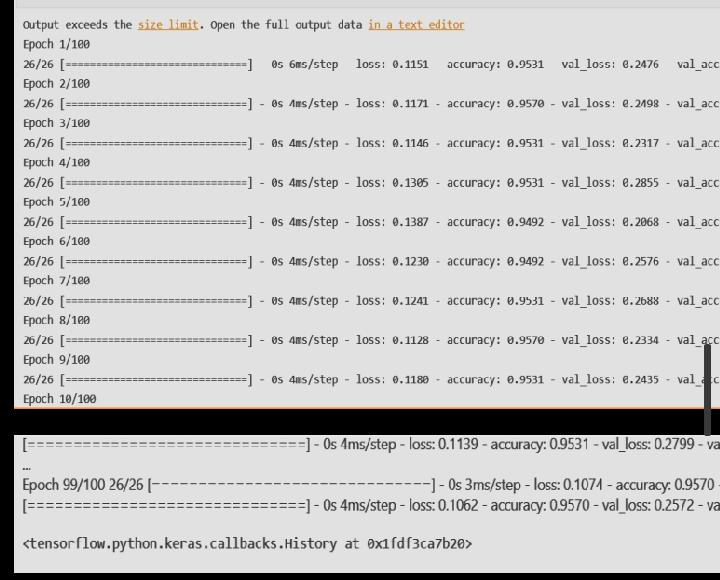 Output exceeds the size limit. Open the full output data in a text editor
Epoch 1/100
26/26 [==============================] 0s 6ms/step loss: 0.1151 accuracy: 0.9531 val_loss: 0.2476 val_acc
Epoch 2/100
26/26 [==============================] - 0s 4ms/step - loss: 0.1171 - accuracy: 0.9570 - val_loss: 0.2498 - val_acc
Epoch 3/100
26/26 [==============================] - 0s 4ms/step - loss: 0.1146 - accuracy: 0.9531 - val_loss: 0.2317 - val_acc
Epoch 4/100
26/26 [==============================] - 0s 4ms/step - loss: 0.1305 - accuracy: 0.9531 - val_loss: 0.2855 - val_acc
Epoch 5/100
26/26 [==============================] - 0s 4ms/step - loss: 0.1387 - accuracy: 0.9492 - val_loss: 0.2068 - val_acc
Epoch 6/100
26/26 [==============================] - 0s 4ms/step - loss: 0.1230 - accuracy: 0.9492 - val_loss: 0.2576 - val_acc
Epoch 7/100
26/26 [==============================] - 0s 4ms/step - loss: 0.1241 - accuracy: 0.9531 - val_loss: 0.2688 - val_acc
Epoch 8/100
26/26 [==============================] - 0s 4ms/step - loss: 0.1128 - accuracy: 0.9570 - val_loss: 0.2334 - val_acc
Epoch 9/100
26/26 [==============================] - 0s 4ms/step - loss: 0.1180 - accuracy: 0.9531 - val_loss: 0.2435 - val_acc
Epoch 10/100
[==============================] - 0s 4ms/step - loss: 0.1139 - accuracy: 0.9531 - val_loss: 0.2799 - va
...
Epoch 99/100 26/26 [------------------------------] - 0s 3ms/step - loss: 0.1074 - accuracy: 0.9570 -
[==============================] - 0s 4ms/step - loss: 0.1062 - accuracy: 0.9570 - val_loss: 0.2572 - va
<tensorflow.python.keras.callbacks.History at 0x1fdf3ca7b20>